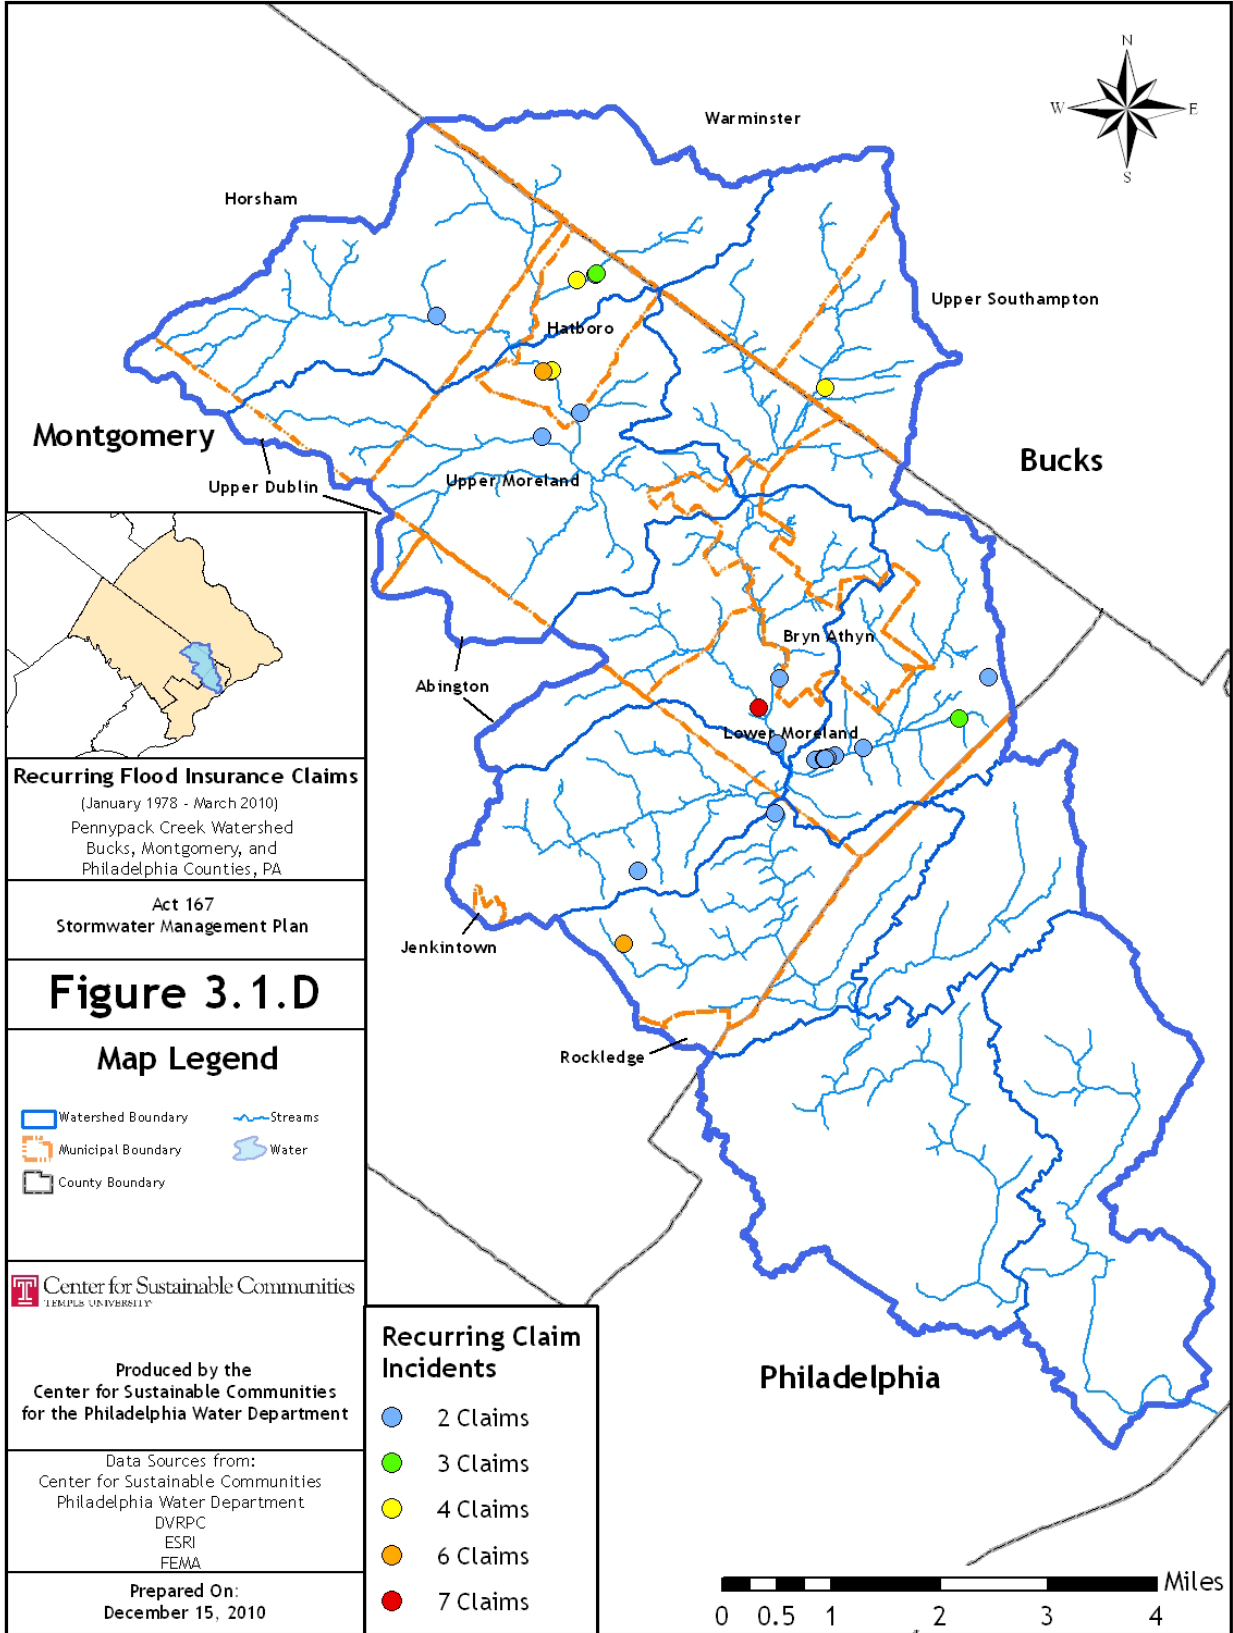 N
W
E
S
Warminster
Horsham
Upper Southampton
Hatboro
Montgomery
Bucks
Upper Dublin
Upper Moreland
Bryn Athyn
Abington
Lower Moreland
Jenkintown
Rockledge
Philadelphia
Recurring Flood Insurance Claims
(January 1978 - March 2010)
Pennypack Creek Watershed
Bucks, Montgomery, and
Philadelphia Counties, PA
Act 167
Stormwater Management Plan
Figure 3.1.D
Map Legend
Watershed Boundary
Streams
Municipal Boundary
Water
County Boundary
T Center for Sustainable Communities
TEMPLE UNIVERSITY
Produced by the
Center for Sustainable Communities
for the Philadelphia Water Department
Data Sources from:
Center for Sustainable Communities
Philadelphia Water Department
DVRPC
ESRI
FEMA
Prepared On:
December 15, 2010
Recurring Claim
Incidents
2 Claims
3 Claims
4 Claims
6 Claims
7 Claims
Miles
0 0.5 1 2 3 4